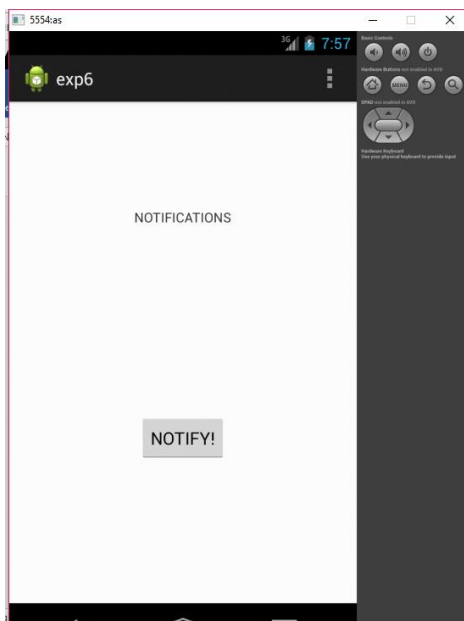 5554:as
3G 7:57
exp6
NOTIFICATIONS
NOTIFY!
Basic Controls
Hardware Buttons not enabled in AVD
MENU
DPAD not enabled in AVD
Hardware Keyboard
Use your physical keyboard to provide input